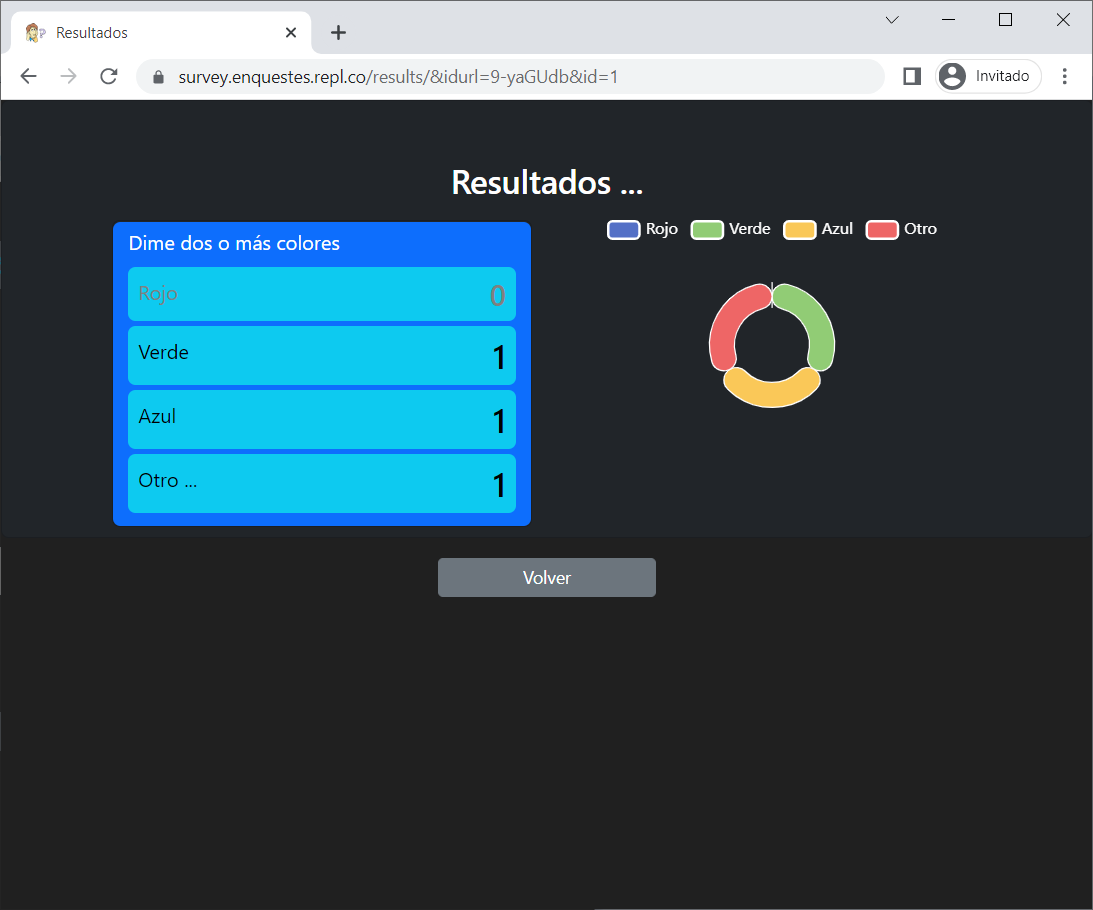 Resultados
survey.enquestes.repl.co/results/&idurl=9-yaGUdb&id=1
Invitado
Resultados ...
Dime dos o más colores
Rojo 0
Verde 1
Azul 1
Otro ... 1
Rojo Verde Azul Otro
Volver